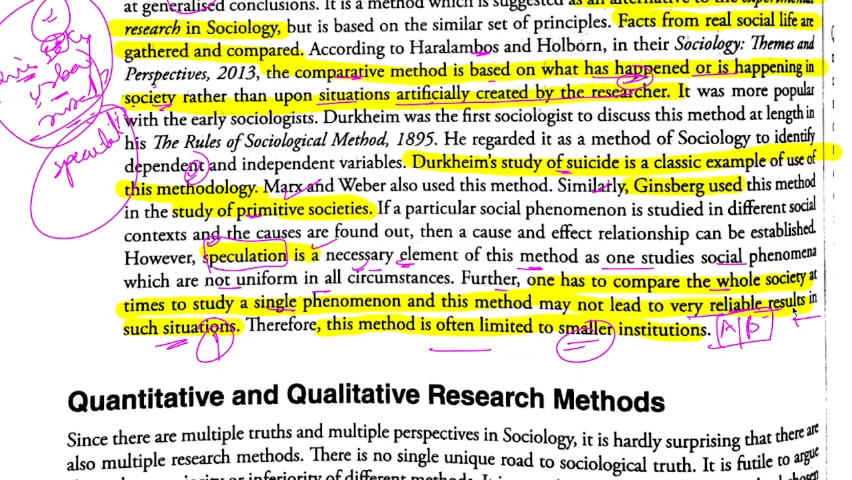 at generalised conclusions. It is a method which is suggested as an alternative to the experimental
research in Sociology, but is based on the similar set of principles. Facts from real social life are
gathered and compared. According to Haralambos and Holborn, in their Sociology: Themes and
Perspectives, 2013, the comparative method is based on what has happened or is happening in
society rather than upon situations artificially created by the researcher. It was more popular
with the early sociologists. Durkheim was the first sociologist to discuss this method at length in
his The Rules of Sociological Method, 1895. He regarded it as a method of Sociology to identify
dependent and independent variables. Durkheim's study of suicide is a classic example of use of
this methodology. Marx and Weber also used this method. Similarly, Ginsberg used this method
in the study of primitive societies. If a particular social phenomenon is studied in different social
contexts and the causes are found out, then a cause and effect relationship can be established.
However, speculation is a necessary element of this method as one studies social phenomena
which are not uniform in all circumstances. Further, one has to compare the whole society at
times to study a single phenomenon and this method may not lead to very reliable results in
such situations. Therefore, this method is often limited to smaller institutions. A|B
speculati
Quantitative and Qualitative Research Methods
Since there are multiple truths and multiple perspectives in Sociology, it is hardly surprising that there are
also multiple research methods. There is no single unique road to sociological truth. It is futile to argue